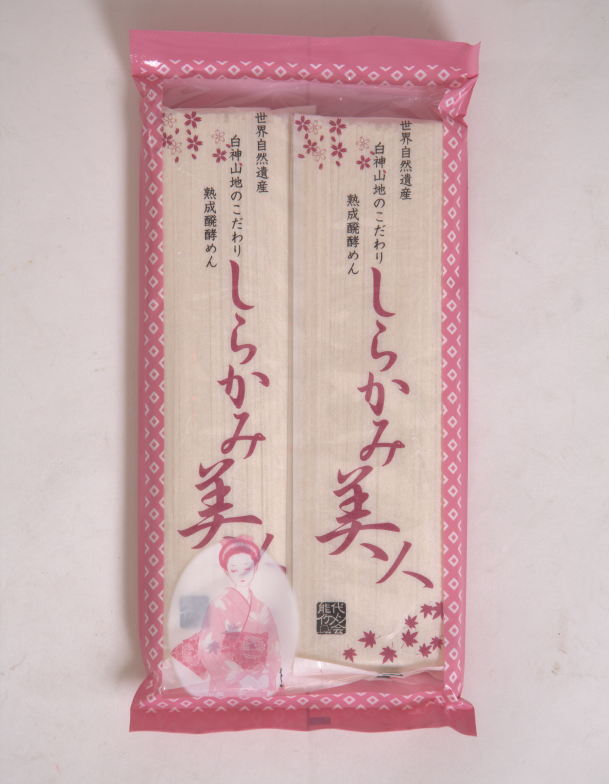 世界自然遺産
白神山地のこだわり
熟成醗酵めん
しらかみ美人
世界自然遺産
白神山地のこだわり
熟成醗酵めん
しらかみ美人